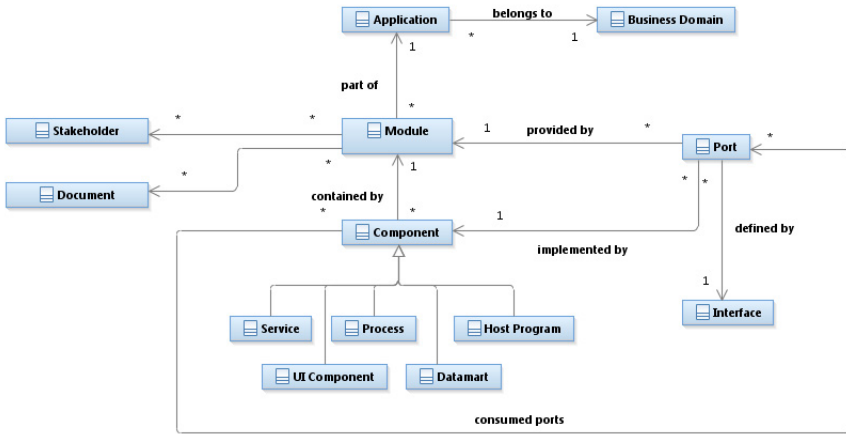 Application
belongs to
Business Domain
*
1
1
part of
*
Stakeholder
*
*
Module
1
provided by
*
Port
*
*
*
Document
*
1
contained by
*
*
*
*
Component
1
implemented by
defined by
1
Interface
Service
Process
Host Program
UI Component
Datamart
consumed ports